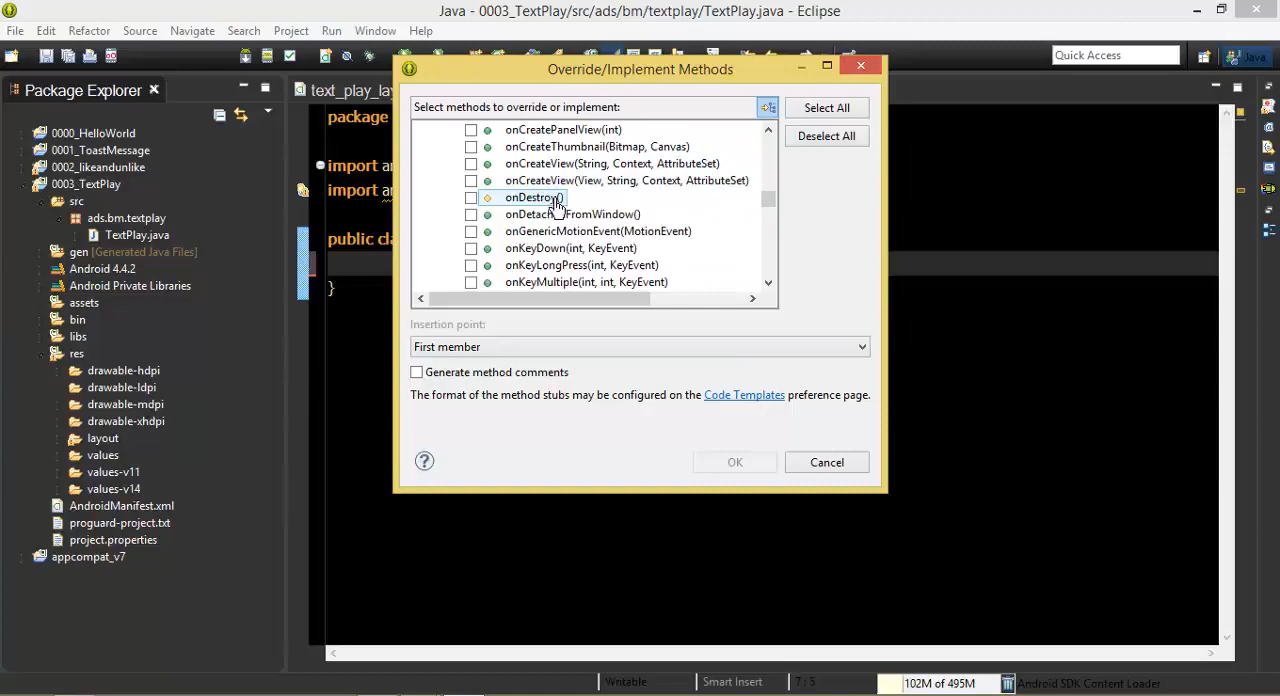 Java - 0003_TextPlay/src/ads/bm/textplay/TextPlay.java - Eclipse
File Edit Refactor Source Navigate Search Project Run Window Help
Quick Access
Java
Package Explorer
text_play_la
0000_HelloWorld
0001_ToastMessage
0002_likeandunlike
0003_TextPlay
src
ads.bm.textplay
TextPlay.java
gen [Generated Java Files]
Android 4.4.2
Android Private Libraries
assets
bin
libs
res
drawable-hdpi
drawable-ldpi
drawable-mdpi
drawable-xhdpi
layout
values
values-v11
values-v14
AndroidManifest.xml
proguard-project.txt
project.properties
appcompat_v7
package
import a
import a
public cl
}
Override/Implement Methods
Select methods to override or implement:
Select All
Deselect All
onCreatePanelView(int)
onCreateThumbnail(Bitmap, Canvas)
onCreateView(String, Context, AttributeSet)
onCreateView(View, String, Context, AttributeSet)
onDestroy()
onDetac FromWindow()
onGenericMotionEvent(MotionEvent)
onKeyDown(int, KeyEvent)
onKeyLongPress(int, KeyEvent)
onKeyMultiple(int, int, KeyEvent)
Insertion point:
First member
Generate method comments
The format of the method stubs may be configured on the Code Templates preference page.
?
OK
Cancel
Writable
Smart Insert
7 : 5
102M of 495M
Android SDK Content Loader